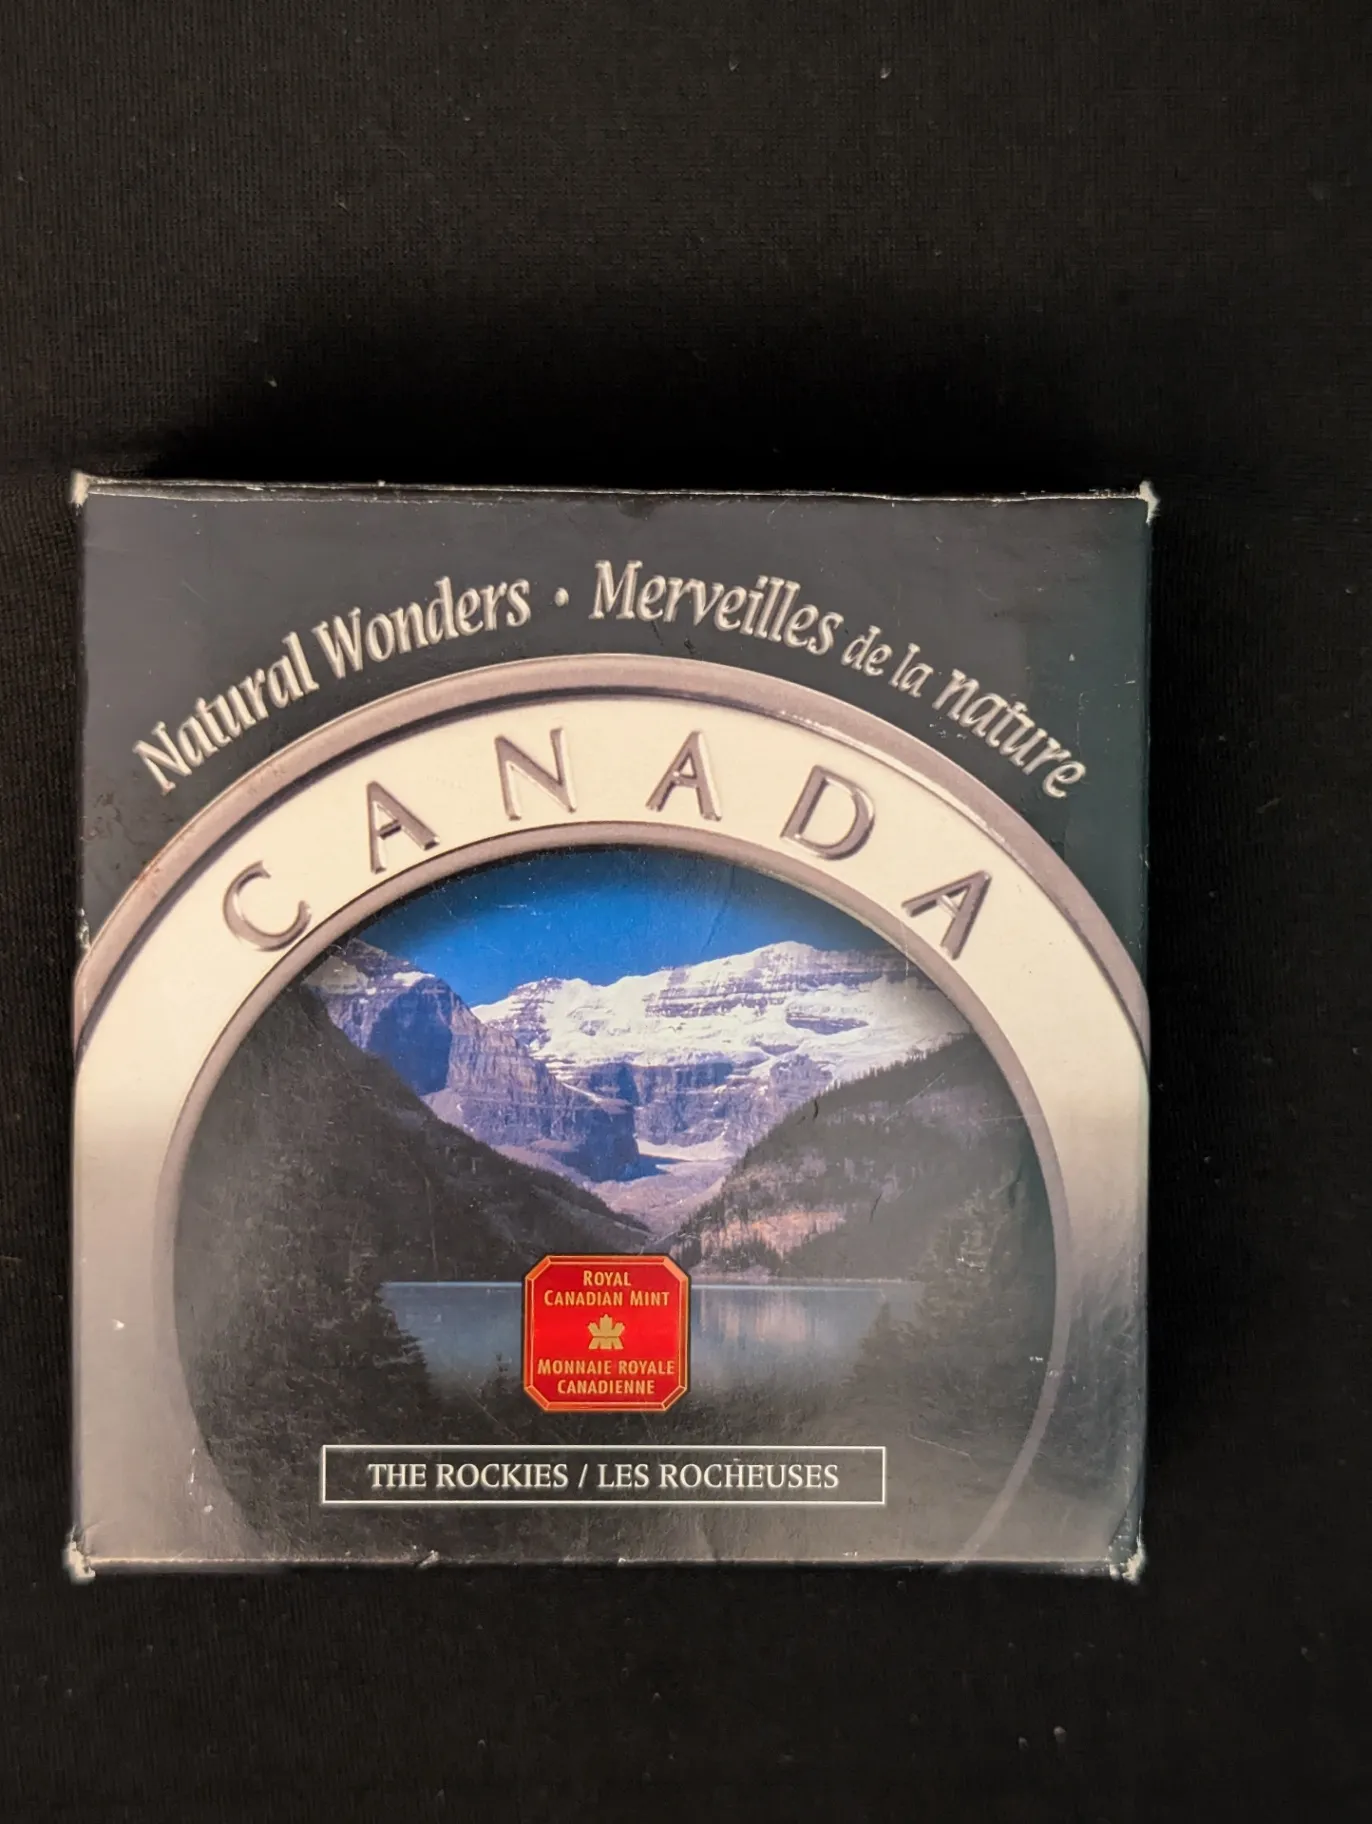 Natural Wonders · Merveilles de la nature
CANADA
ROYAL
CANADIAN MINT
MONNAIE ROYALE
CANADIENNE
THE ROCKIES / LES ROCHEUSES